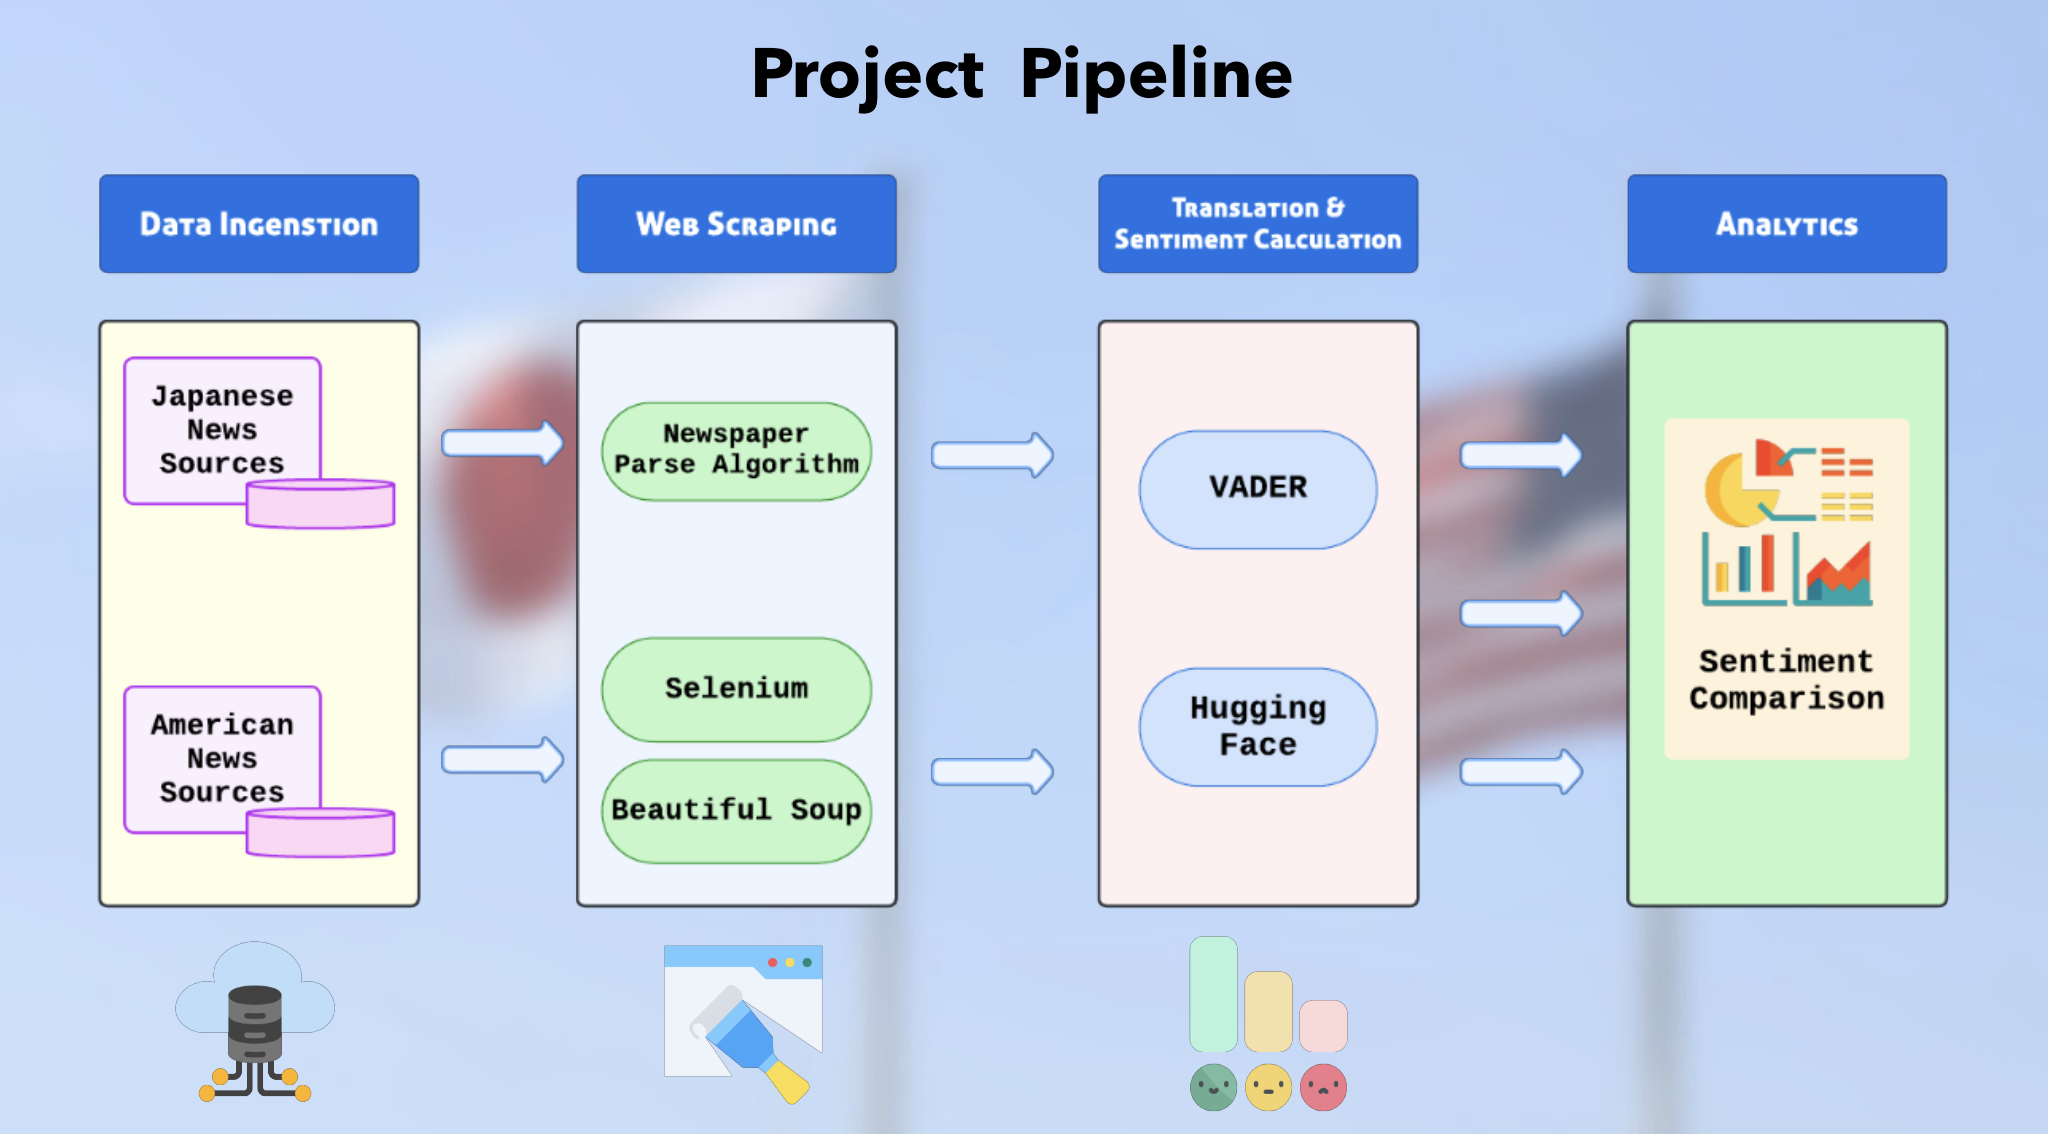 Project Pipeline
Data Ingenstion
Web Scraping
Translation &
Sentiment Calculation
Analytics
Japanese
News
Sources
American
News
Sources
Newspaper
Parse Algorithm
Selenium
Beautiful Soup
VADER
Hugging
Face
Sentiment
Comparison